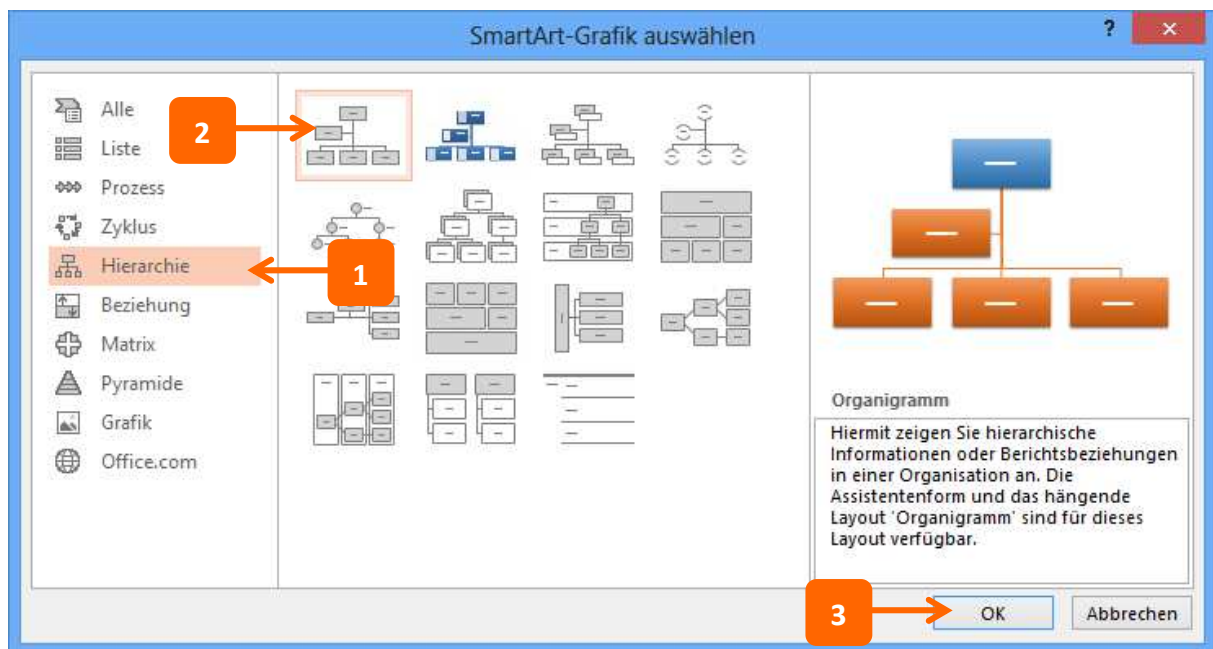 SmartArt-Grafik auswählen
?
Alle
Liste
Prozess
Zyklus
Hierarchie
Beziehung
Matrix
Pyramide
Grafik
Office.com
2
1
Organigramm
Hiermit zeigen Sie hierarchische
Informationen oder Berichtsbeziehungen
in einer Organisation an. Die
Assistentenform und das hängende
Layout 'Organigramm' sind für dieses
Layout verfügbar.
3
OK
Abbrechen